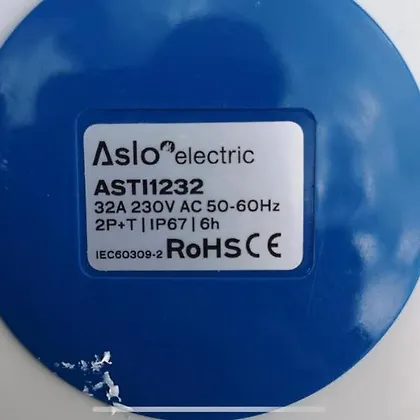 Aslo electric
ASTI1232
32A 230V AC 50-60Hz
2P+T | IP67 | 6h
IEC60309-2 RoHS CE